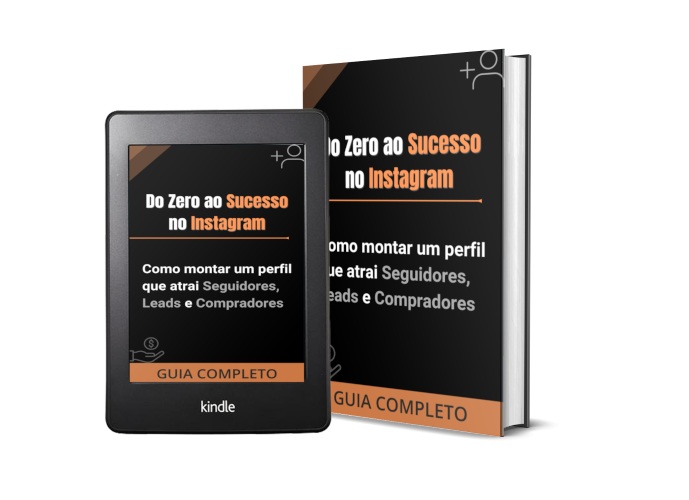 Do Zero ao Sucesso
no Instagram
Como montar um perfil
que atrai Seguidores,
Leads e Compradores
GUIA COMPLETO
kindle
Do Zero ao Sucesso
no Instagram
Como montar um perfil
que atrai Seguidores,
Leads e Compradores
GUIA COMPLETO